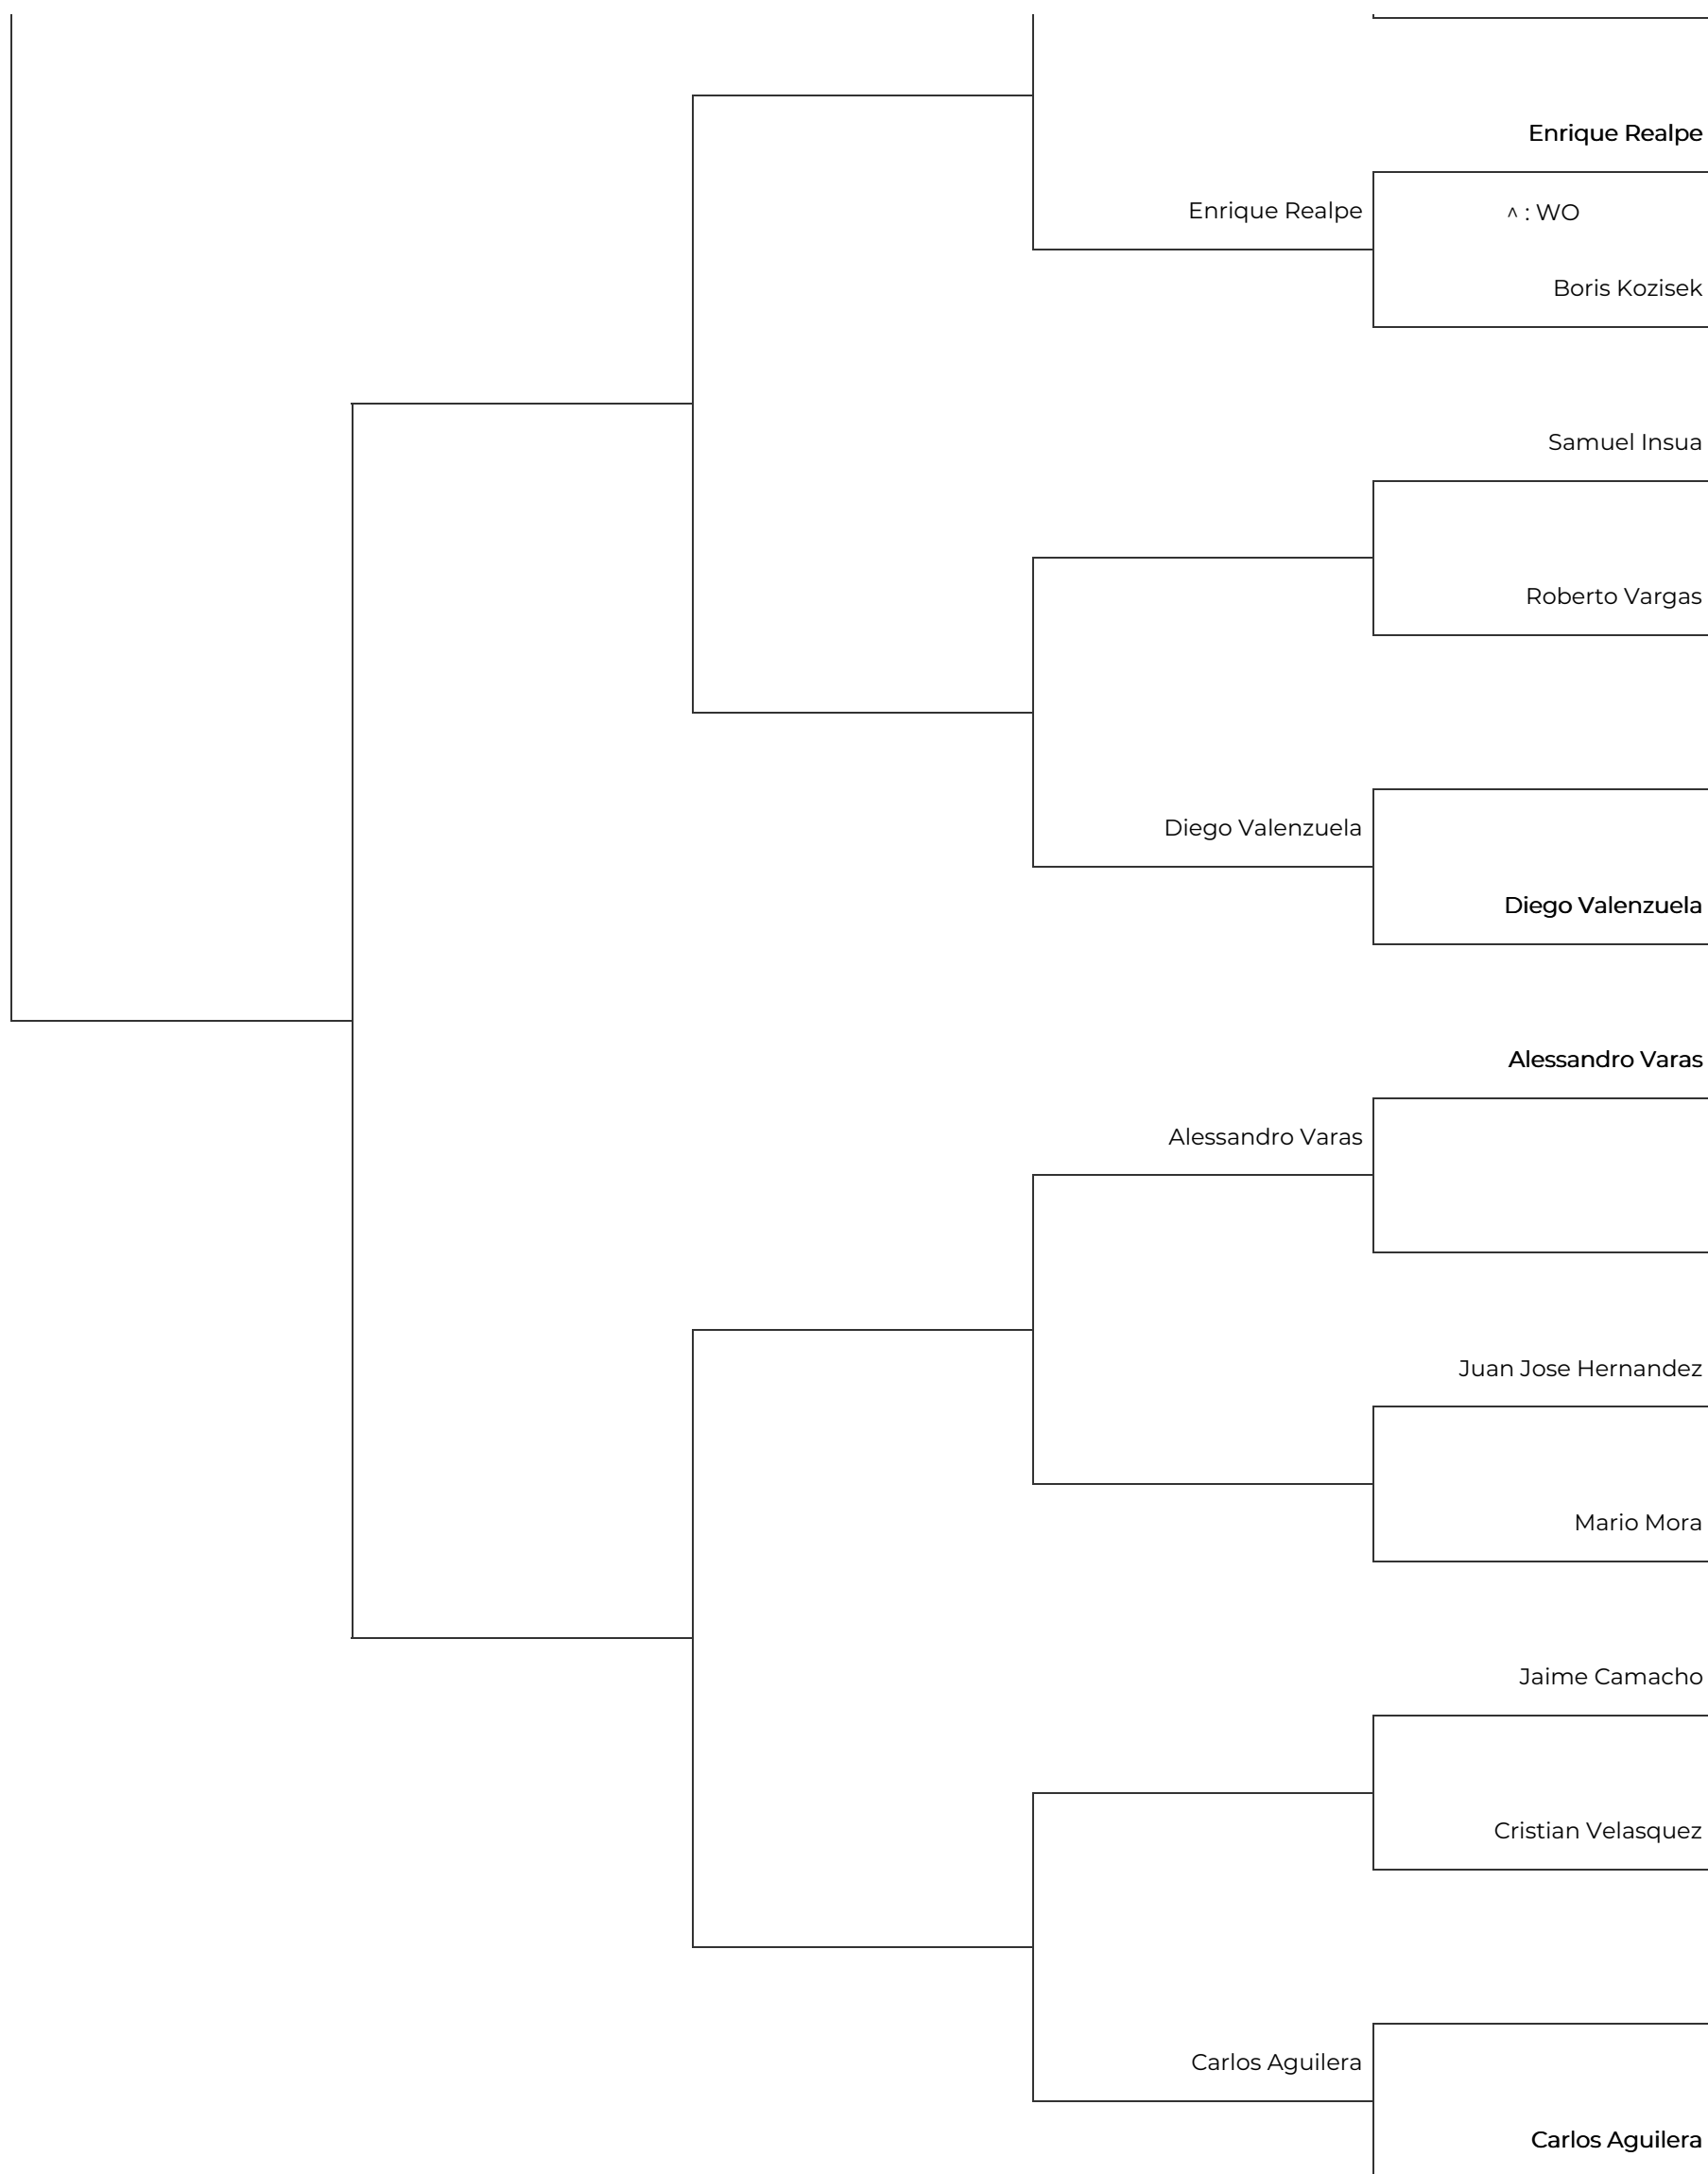 Enrique Realpe
Enrique Realpe
^ : WO
Boris Kozisek
Samuel Insua
Roberto Vargas
Diego Valenzuela
Diego Valenzuela
Alessandro Varas
Alessandro Varas
Juan Jose Hernandez
Mario Mora
Jaime Camacho
Cristian Velasquez
Carlos Aguilera
Carlos Aguilera